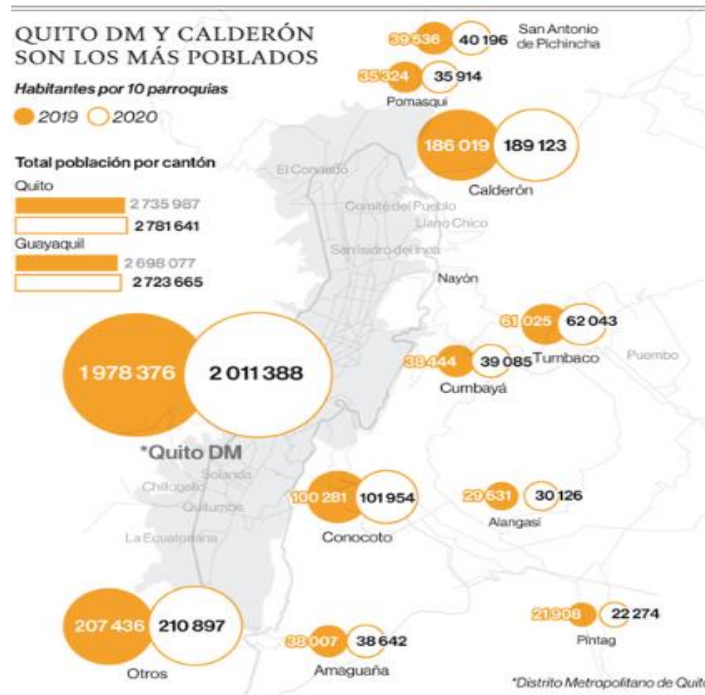 QUITO DM Y CALDERÓN
SON LOS MÁS POBLADOS
Habitantes por 10 parroquias
2019 2020
Total población por cantón
Quito
2 735 987
2 781 641
Guayaquil
2 698 077
2 723 665
39 536 40 196
San Antonio
de Pichincha
35 324 35 914
Pomasqui
186 019 189 123
Calderón
El Condado
Comité del Pueblo
Llano Chico
San Isidro del Inca
Nayón
61 025 62 043
Tumbaco
Puembo
38 444 39 085
Cumbayá
1 978 376 2 011 388
*Quito DM
Solanda
Chillogallo
Quitumbe
La Ecuatoriana
100 281 101 954
Conocoto
29 631 30 126
Alangasí
207 436 210 897
Otros
38 007 38 642
Amaguaña
21 908 22 274
Píntag
*Distrito Metropolitano de Quito